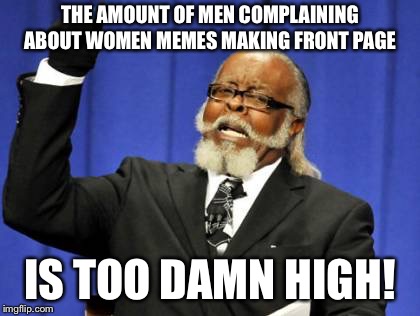 THE AMOUNT OF MEN COMPLAINING
ABOUT WOMEN MEMES MAKING FRONT PAGE
IS TOO DAMN HIGH!
imgflip.com